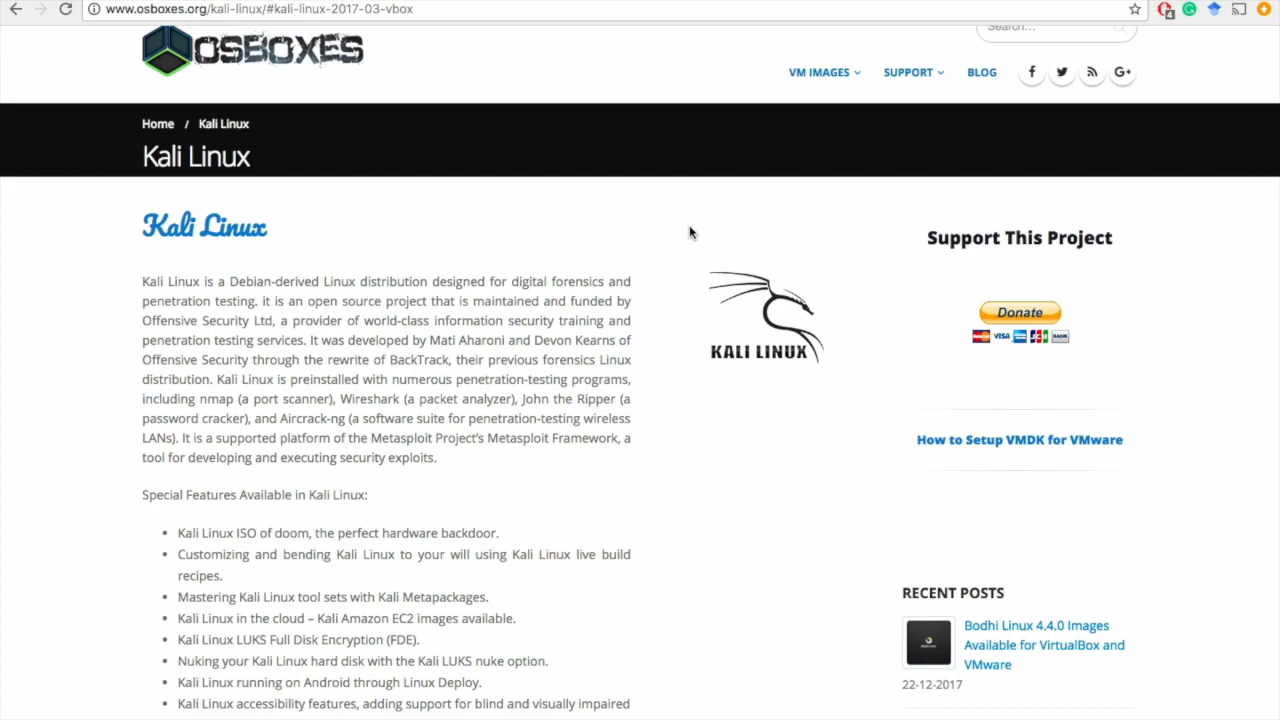 www.osboxes.org/kali-linux/#kali-linux-2017-03-vbox
4
OSBOXES
Search...
VM IMAGES
SUPPORT
BLOG
G+
Home / Kali Linux
Kali Linux
Kali Linux
Kali Linux is a Debian-derived Linux distribution designed for digital forensics and
penetration testing. it is an open source project that is maintained and funded by
Offensive Security Ltd, a provider of world-class information security training and
penetration testing services. It was developed by Mati Aharoni and Devon Kearns of
Offensive Security through the rewrite of BackTrack, their previous forensics Linux
distribution. Kali Linux is preinstalled with numerous penetration-testing programs,
including nmap (a port scanner), Wireshark (a packet analyzer), John the Ripper (a
password cracker), and Aircrack-ng (a software suite for penetration-testing wireless
LANs). It is a supported platform of the Metasploit Project's Metasploit Framework, a
tool for developing and executing security exploits.
Special Features Available in Kali Linux:
• Kali Linux ISO of doom, the perfect hardware backdoor.
• Customizing and bending Kali Linux to your will using Kali Linux live build
recipes.
• Mastering Kali Linux tool sets with Kali Metapackages.
• Kali Linux in the cloud – Kali Amazon EC2 images available.
• Kali Linux LUKS Full Disk Encryption (FDE).
• Nuking your Kali Linux hard disk with the Kali LUKS nuke option.
• Kali Linux running on Android through Linux Deploy.
• Kali Linux accessibility features, adding support for blind and visually impaired
KALI LINUX
Support This Project
Donate
VISA
JCB
BANK
How to Setup VMDK for VMware
RECENT POSTS
Bodhi Linux 4.4.0 Images
Available for VirtualBox and
VMware
22-12-2017